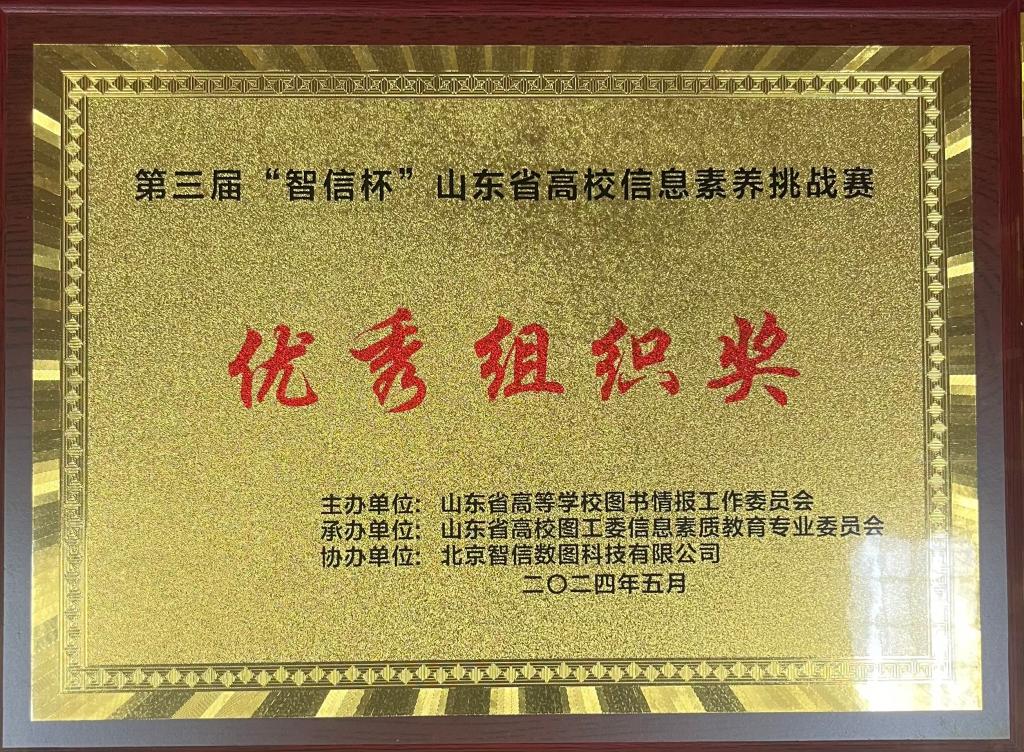 第三届“智信杯”山东省高校信息素养挑战赛
优秀组织奖
主办单位：山东省高等学校图书情报工作委员会
承办单位：山东省高校图工委信息素质教育专业委员会
协办单位：北京智信数图科技有限公司
二〇二四年五月